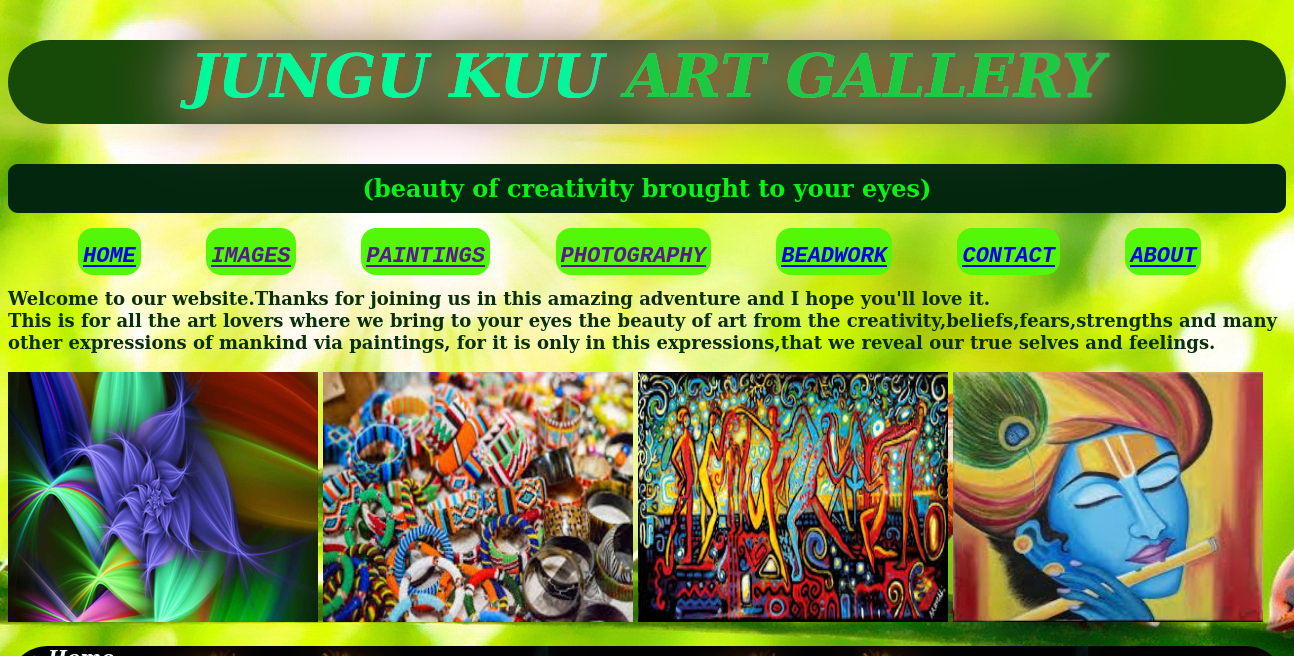 JUNGU KUU ART GALLERY
(beauty of creativity brought to your eyes)
HOME IMAGES PAINTINGS PHOTOGRAPHY BEADWORK CONTACT ABOUT
Welcome to our website.Thanks for joining us in this amazing adventure and I hope you'll love it.
This is for all the art lovers where we bring to your eyes the beauty of art from the creativity,beliefs,fears,strengths and many
other expressions of mankind via paintings, for it is only in this expressions,that we reveal our true selves and feelings.
Home